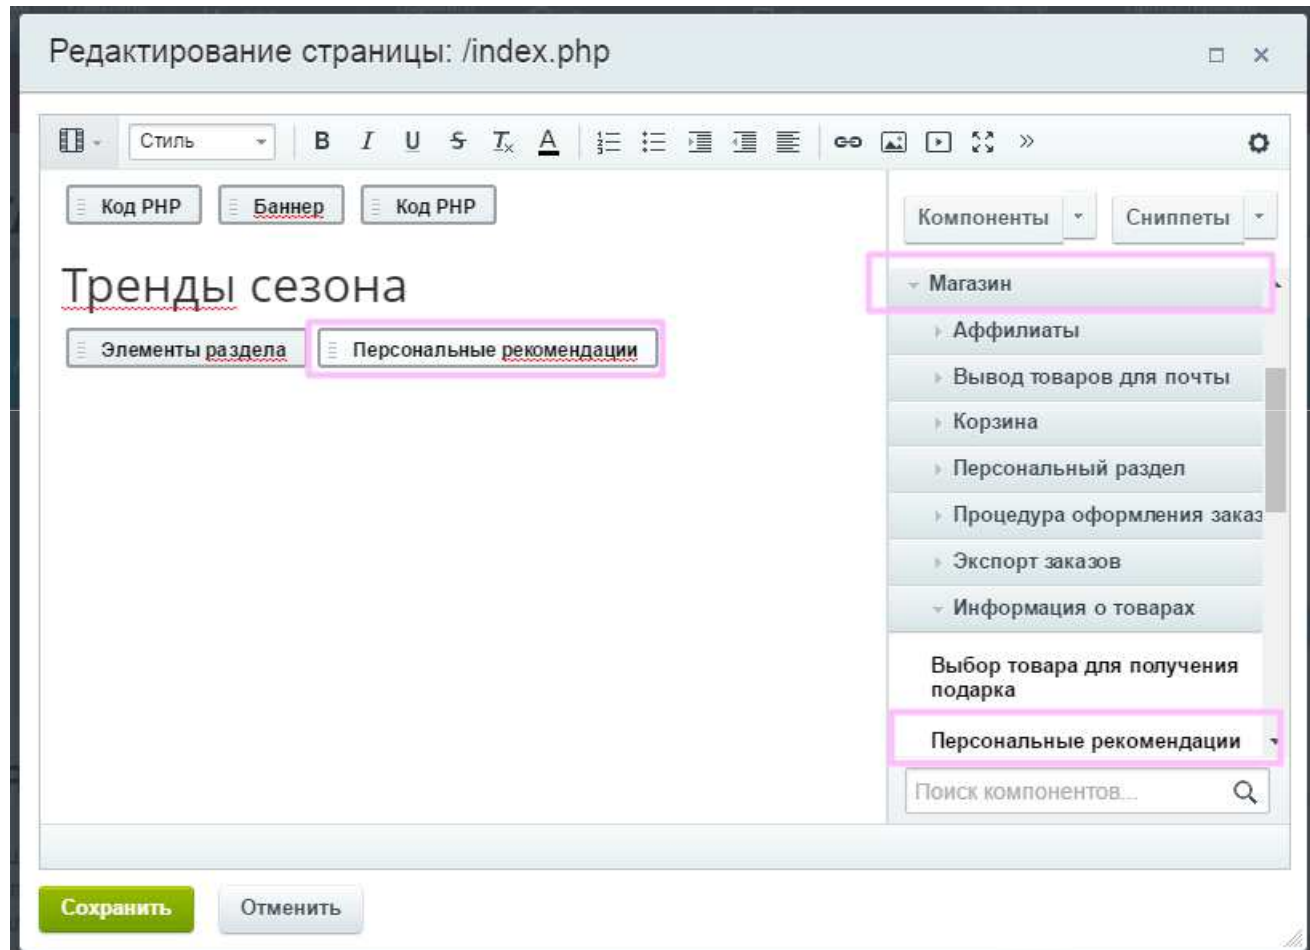 Редактирование страницы: /index.php
Стиль
B I U S Tx A
Код PHP Баннер Код PHP
Тренды сезона
Элементы раздела Персональные рекомендации
Компоненты Сниппеты
Магазин
Аффилиаты
Вывод товаров для почты
Корзина
Персональный раздел
Процедура оформления заказ
Экспорт заказов
Информация о товарах
Выбор товара для получения
подарка
Персональные рекомендации
Поиск компонентов...
Сохранить Отменить